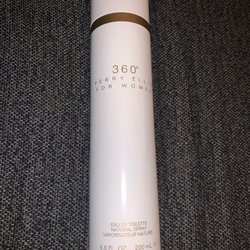 360°
PERRY ELLIS
FOR WOMEN
EAU DE TOILETTE
NATURAL SPRAY
VAPORISATEUR NATUREL
6.8 FL. OZ. 200 mL ℮